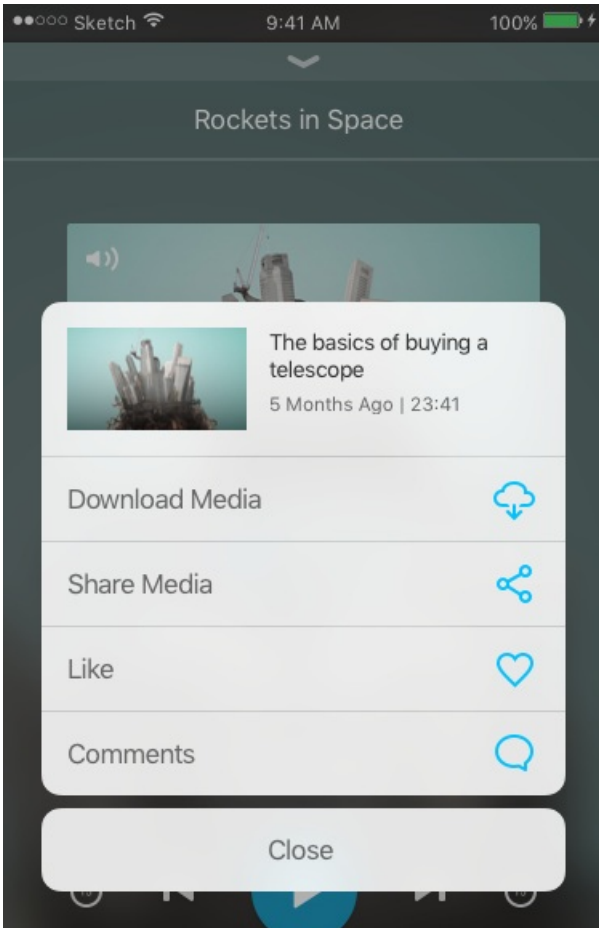 Sketch 9:41 AM 100%
Rockets in Space
The basics of buying a
telescope
5 Months Ago | 23:41
Download Media
Share Media
Like
Comments
Close